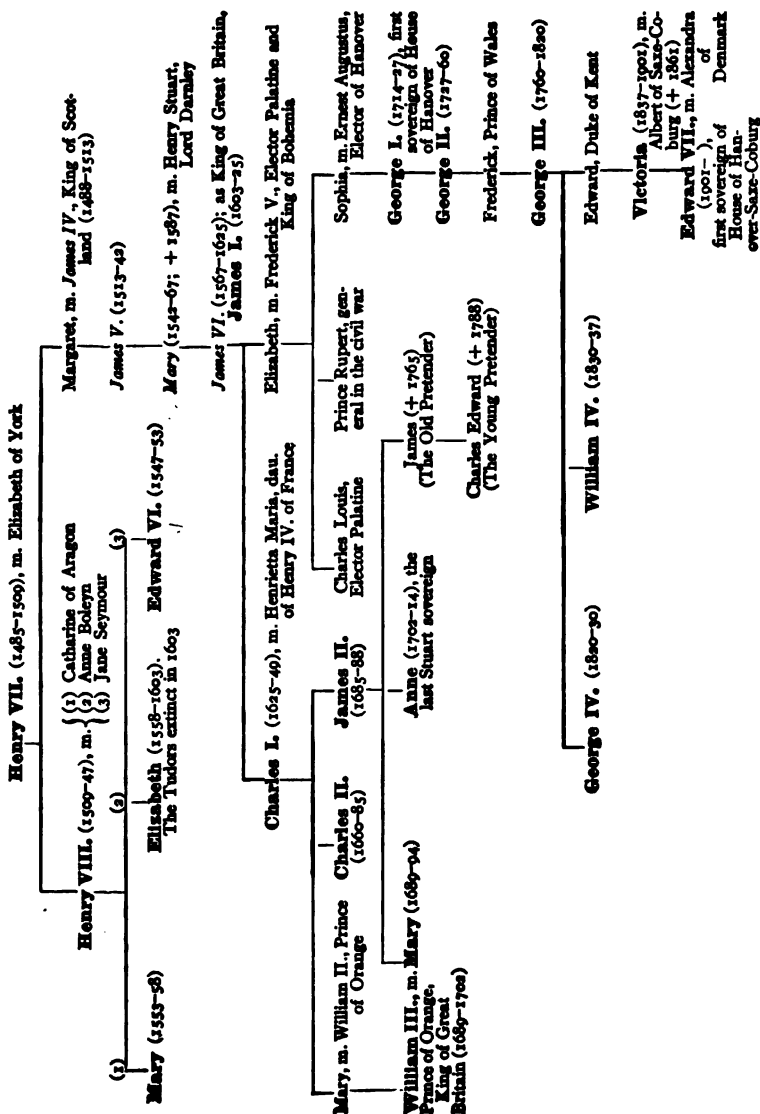 Henry VII. (1485–1509), m. Elizabeth of York
Henry VIII. (1509–47), m.
(1) Catharine of Aragon
(2) Anne Boleyn
(3) Jane Seymour
Margaret, m. James IV., King of Scot-
land (1488–1513)
(1)
(2)
(3)
James V. (1513–42)
Mary (1553–58)
Elizabeth (1558–1603).
The Tudors extinct in 1603
Edward VI. (1547–53)
Mary (1542–67; + 1587), m. Henry Stuart,
Lord Darnley
James VI. (1567–1625); as King of Great Britain,
James I. (1603–25)
Charles I. (1625–49), m. Henrietta Maria, dau.
of Henry IV. of France
Elizabeth, m. Frederick V., Elector Palatine and
King of Bohemia
Mary, m. William II., Prince
of Orange
Charles II.
(1660–85)
James II.
(1685–88)
Charles Louis,
Elector Palatine
Prince Rupert, gen-
eral in the civil war
Sophia, m. Ernest Augustus,
Elector of Hanover
William III., m. Mary (1689–94)
Prince of Orange,
King of Great
Britain (1689–1702)
Anne (1702–14), the
last Stuart sovereign
James (+ 1765)
(The Old Pretender)
George I. (1714–27), first
sovereign of House
of Hanover
George II. (1727–60)
Charles Edward (+ 1788)
(The Young Pretender)
Frederick, Prince of Wales
George III. (1760–1820)
George IV. (1820–30)
William IV. (1830–37)
Edward, Duke of Kent
Victoria (1837–1901), m.
Albert of Saxe-Co-
burg (+ 1861)
Edward VII., m. Alexandra
(1901– ), of
first sovereign of Denmark
House of Han-
over-Saxe-Coburg